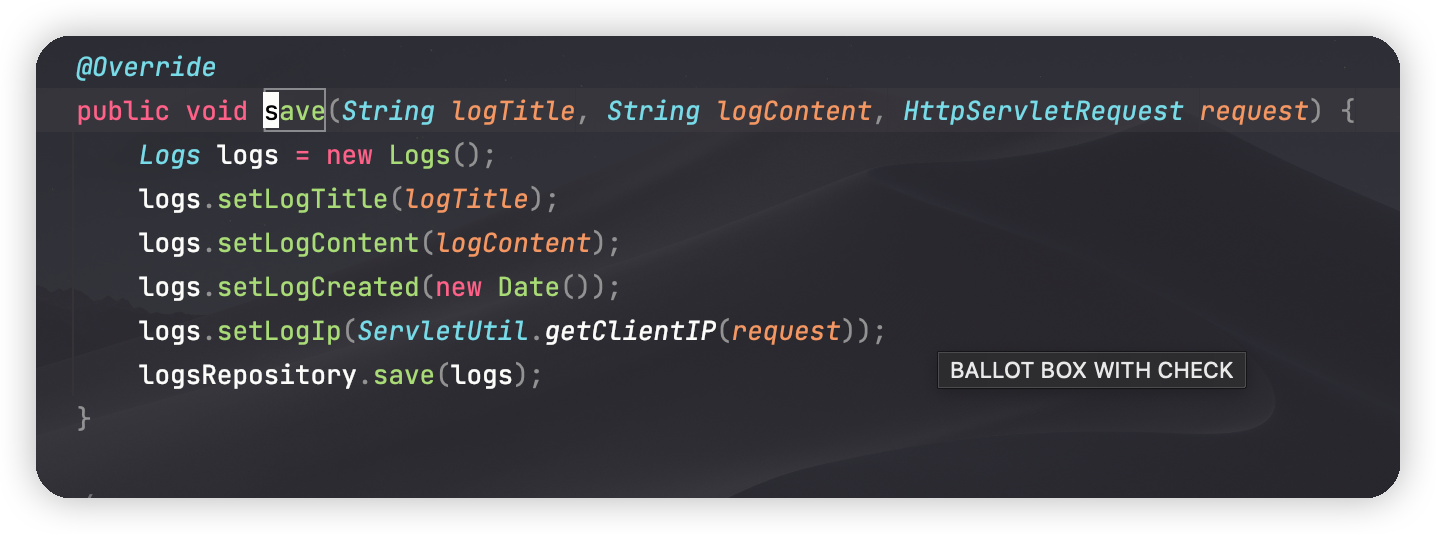 @Override
public void save(String logTitle, String logContent, HttpServletRequest request) {
Logs logs = new Logs();
logs.setLogTitle(logTitle);
logs.setLogContent(logContent);
logs.setLogCreated(new Date());
logs.setLogIp(ServletUtil.getClientIP(request));
logsRepository.save(logs);
BALLOT BOX WITH CHECK
}